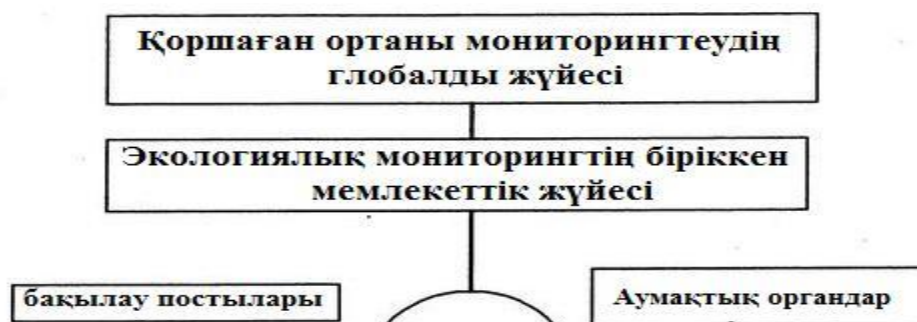 Қоршаған ортаны мониторингтеудің
глобалды жүйесі
Экологиялық мониторингтің біріккен
мемлекеттік жүйесі
бақылау постылары
Аумақтық органдар